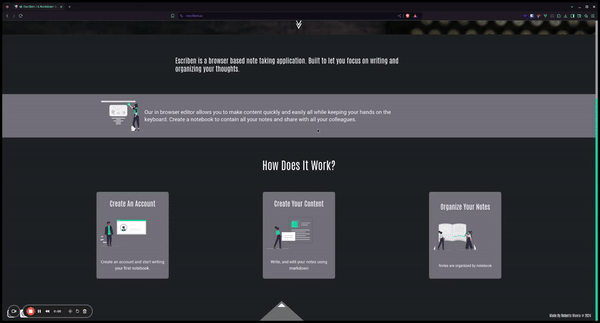 Escriben is a browser based note taking application. Built to let you focus on writing and
organizing your thoughts.
Our in browser editor allows you to make content quickly and easily all while keeping your hands on the
keyboard. Create a notebook to contain all your notes and share with all your colleagues.
How Does It Work?
Create An Account
Create an account and start writing
your first notebook
Create Your Content
Write, and edit your notes using
markdown
Organize Your Notes
Notes are organized by notebook